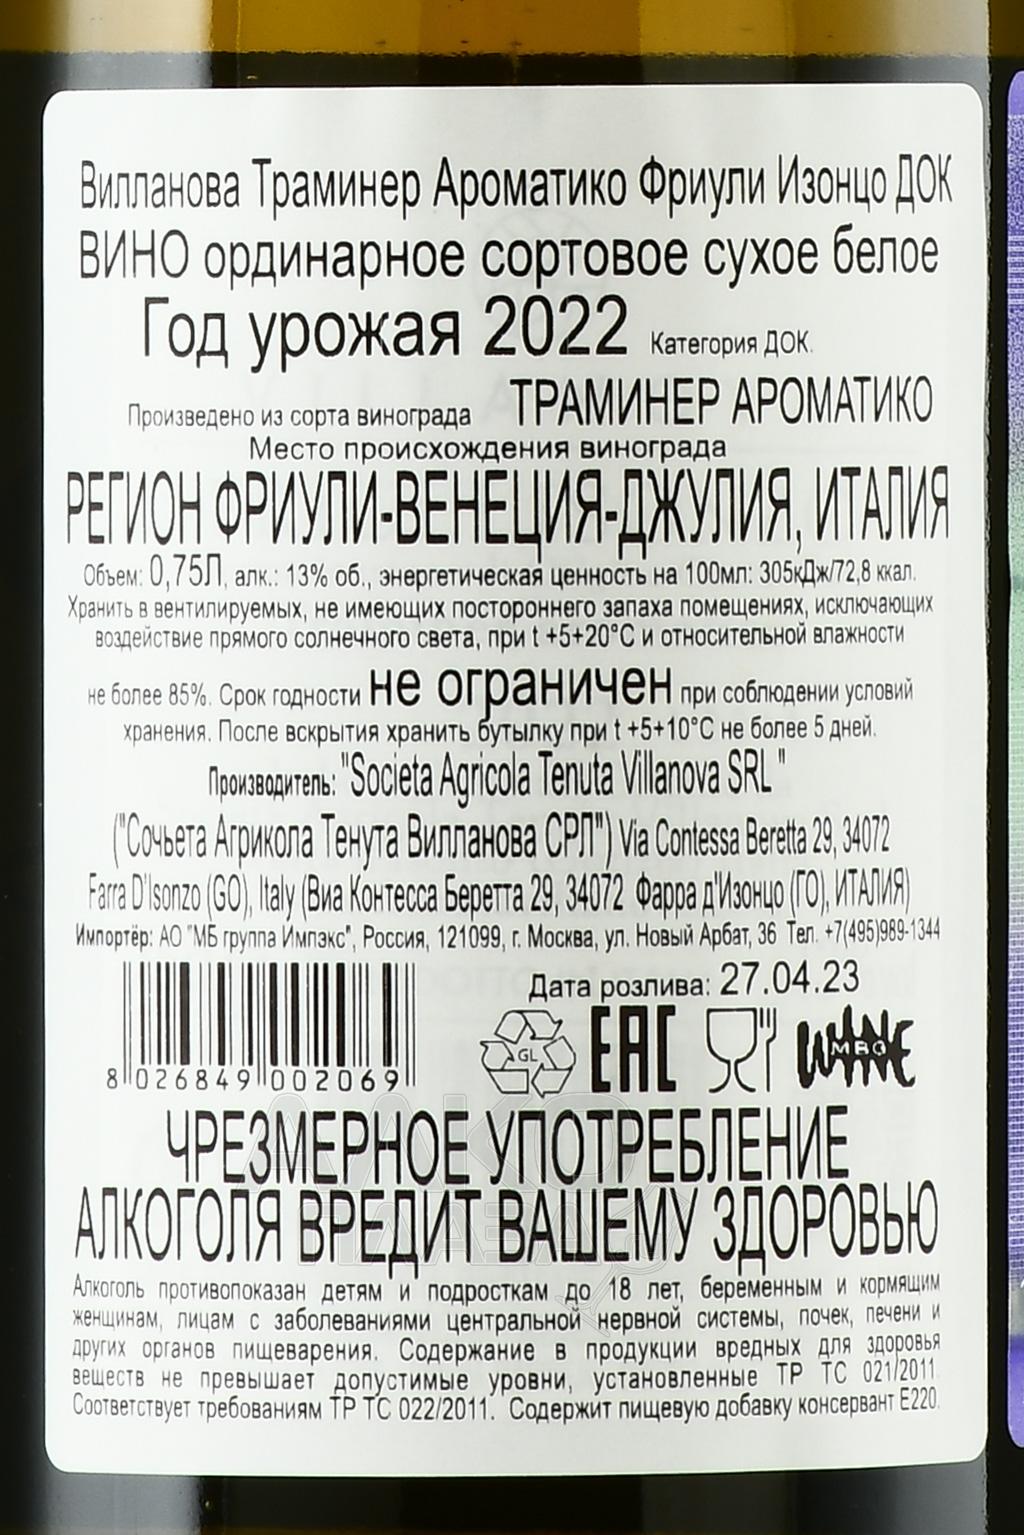 Вилланова Траминер Ароматико Фриули Изонцо ДОК
ВИНО ординарное сортовое сухое белое
Год урожая 2022 Категория ДОК.
Произведено из сорта винограда ТРАМИНЕР АРОМАТИКО
Место происхождения винограда
РЕГИОН ФРИУЛИ-ВЕНЕЦИЯ-ДЖУЛИЯ, ИТАЛИЯ
Объем: 0,75Л, алк.: 13% об., энергетическая ценность на 100мл: 305кДж/72,8 ккал.
Хранить в вентилируемых, не имеющих постороннего запаха помещениях, исключающих
воздействие прямого солнечного света, при t +5+20°С и относительной влажности
не более 85%. Срок годности не ограничен при соблюдении условий
хранения. После вскрытия хранить бутылку при t +5+10°С не более 5 дней.
Производитель: "Societa Agricola Tenuta Villanova SRL "
("Сочьета Агрикола Тенута Вилланова СРЛ") Via Contessa Beretta 29, 34072
Farra D'Isonzo (GO), Italy (Виа Контесса Беретта 29, 34072 Фарра д'Изонцо (ГО), ИТАЛИЯ)
Импортёр: АО "МБ группа Импэкс", Россия, 121099, г. Москва, ул. Новый Арбат, 36 Тел. +7(495)989-1344
Дата розлива: 27.04.23
8 026849 002069
GL
EAC
WINE
MBG
ЧРЕЗМЕРНОЕ УПОТРЕБЛЕНИЕ
АЛКОГОЛЯ ВРЕДИТ ВАШЕМУ ЗДОРОВЬЮ
АЛКО
ПЛАЗА
Алкоголь противопоказан детям и подросткам до 18 лет, беременным и кормящим
женщинам, лицам с заболеваниями центральной нервной системы, почек, печени и
других органов пищеварения. Содержание в продукции вредных для здоровья
веществ не превышает допустимые уровни, установленные ТР ТС 021/2011.
Соответствует требованиям ТР ТС 022/2011. Содержит пищевую добавку консервант Е220.